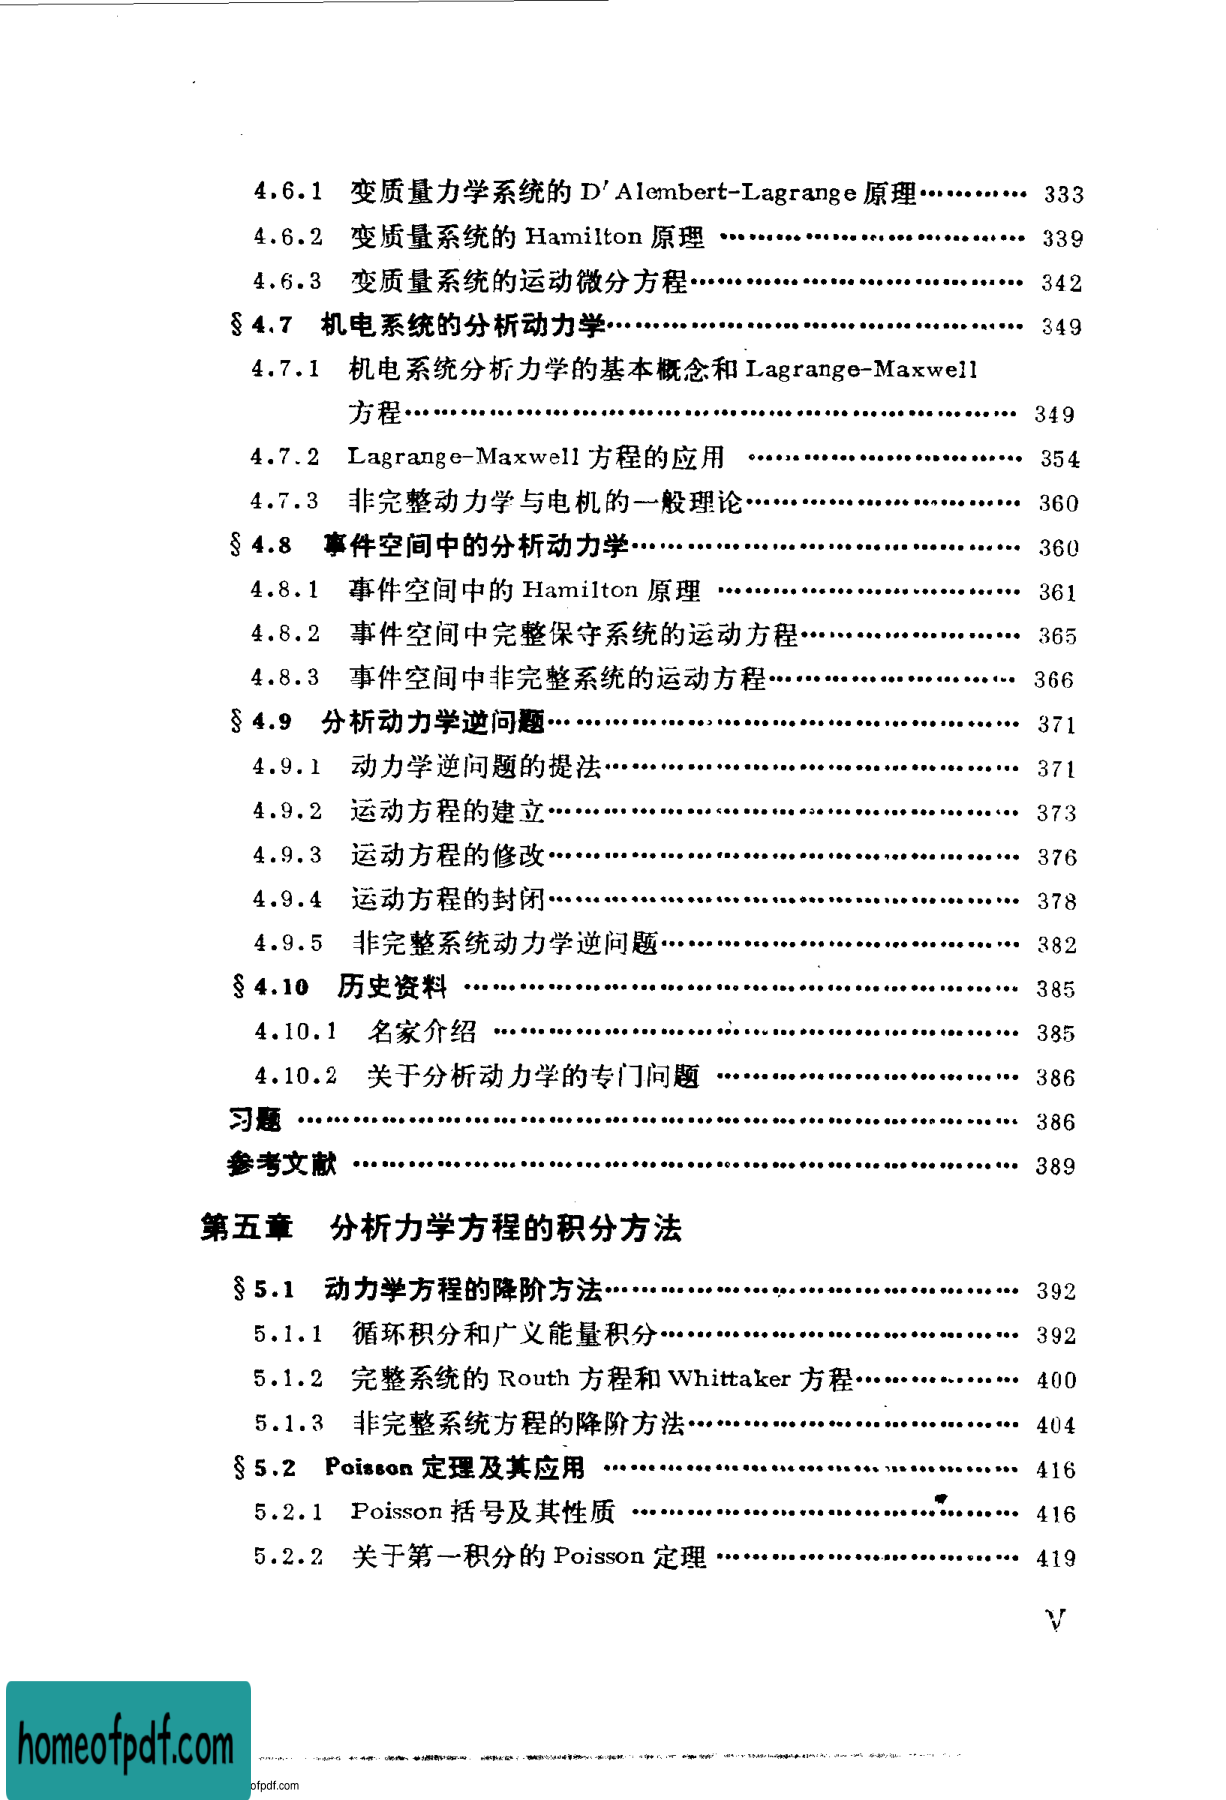 4.6.1 变质量力学系统的 D'Alembert-Lagrange 原理………… 333
4.6.2 变质量系统的 Hamilton 原理 ……………………………… 339
4.6.3 变质量系统的运动微分方程………………………………… 342
§4.7 机电系统的分析动力学………………………………………… 349
4.7.1 机电系统分析力学的基本概念和 Lagrange-Maxwell
方程……………………………………………………………… 349
4.7.2 Lagrange-Maxwell 方程的应用 ………………………… 354
4.7.3 非完整动力学与电机的一般理论………………………… 360
§4.8 事件空间中的分析动力学……………………………………… 360
4.8.1 事件空间中的 Hamilton 原理 …………………………… 361
4.8.2 事件空间中完整保守系统的运动方程…………………… 365
4.8.3 事件空间中非完整系统的运动方程……………………… 366
§4.9 分析动力学逆问题……………………………………………… 371
4.9.1 动力学逆问题的提法……………………………………… 371
4.9.2 运动方程的建立…………………………………………… 373
4.9.3 运动方程的修改…………………………………………… 376
4.9.4 运动方程的封闭…………………………………………… 378
4.9.5 非完整系统动力学逆问题………………………………… 382
§4.10 历史资料 ……………………………………………………… 385
4.10.1 名家介绍 ………………………………………………… 385
4.10.2 关于分析动力学的专门问题 …………………………… 386
习题 …………………………………………………………………… 386
参考文献 ……………………………………………………………… 389
第五章 分析力学方程的积分方法
§5.1 动力学方程的降阶方法………………………………………… 392
5.1.1 循环积分和广义能量积分………………………………… 392
5.1.2 完整系统的 Routh 方程和 Whittaker 方程……………… 400
5.1.3 非完整系统方程的降阶方法……………………………… 404
§5.2 Poisson 定理及其应用 ………………………………………… 416
5.2.1 Poisson 括号及其性质 …………………………………… 416
5.2.2 关于第一积分的 Poisson 定理 …………………………… 419
V
homeofpdf.com
ofpdf.com